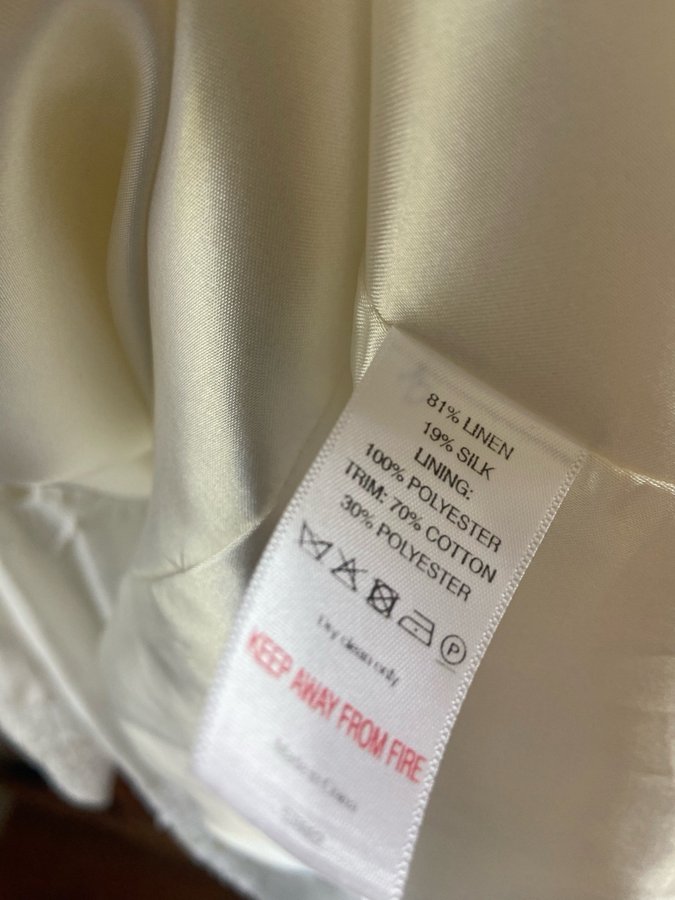 81% LINEN
19% SILK
LINING:
100% POLYESTER
TRIM: 70% COTTON
30% POLYESTER
P
Dry clean only
KEEP AWAY FROM FIRE
Made in